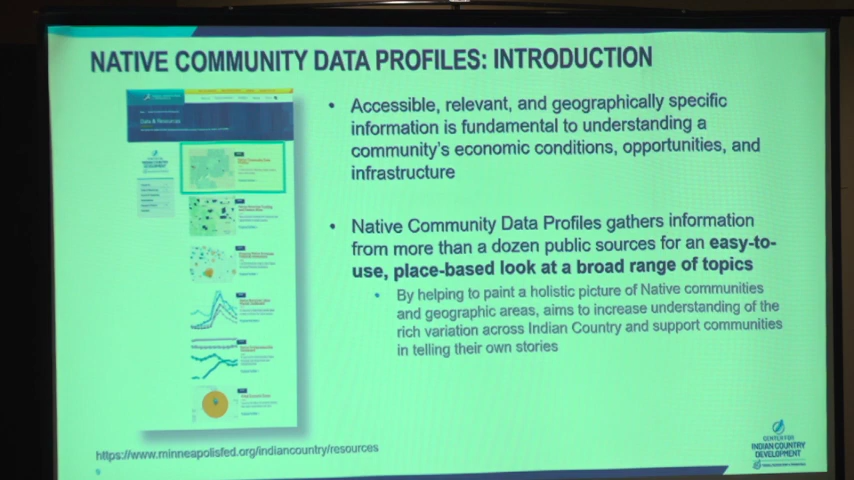 NATIVE COMMUNITY DATA PROFILES: INTRODUCTION
Data & Resources
• Accessible, relevant, and geographically specific
information is fundamental to understanding a
community's economic conditions, opportunities, and
infrastructure
• Native Community Data Profiles gathers information
from more than a dozen public sources for an easy-to-
use, place-based look at a broad range of topics
• By helping to paint a holistic picture of Native communities
and geographic areas, aims to increase understanding of the
rich variation across Indian Country and support communities
in telling their own stories
https://www.minneapolisfed.org/indiancountry/resources
9
CENTER FOR
INDIAN COUNTRY
DEVELOPMENT